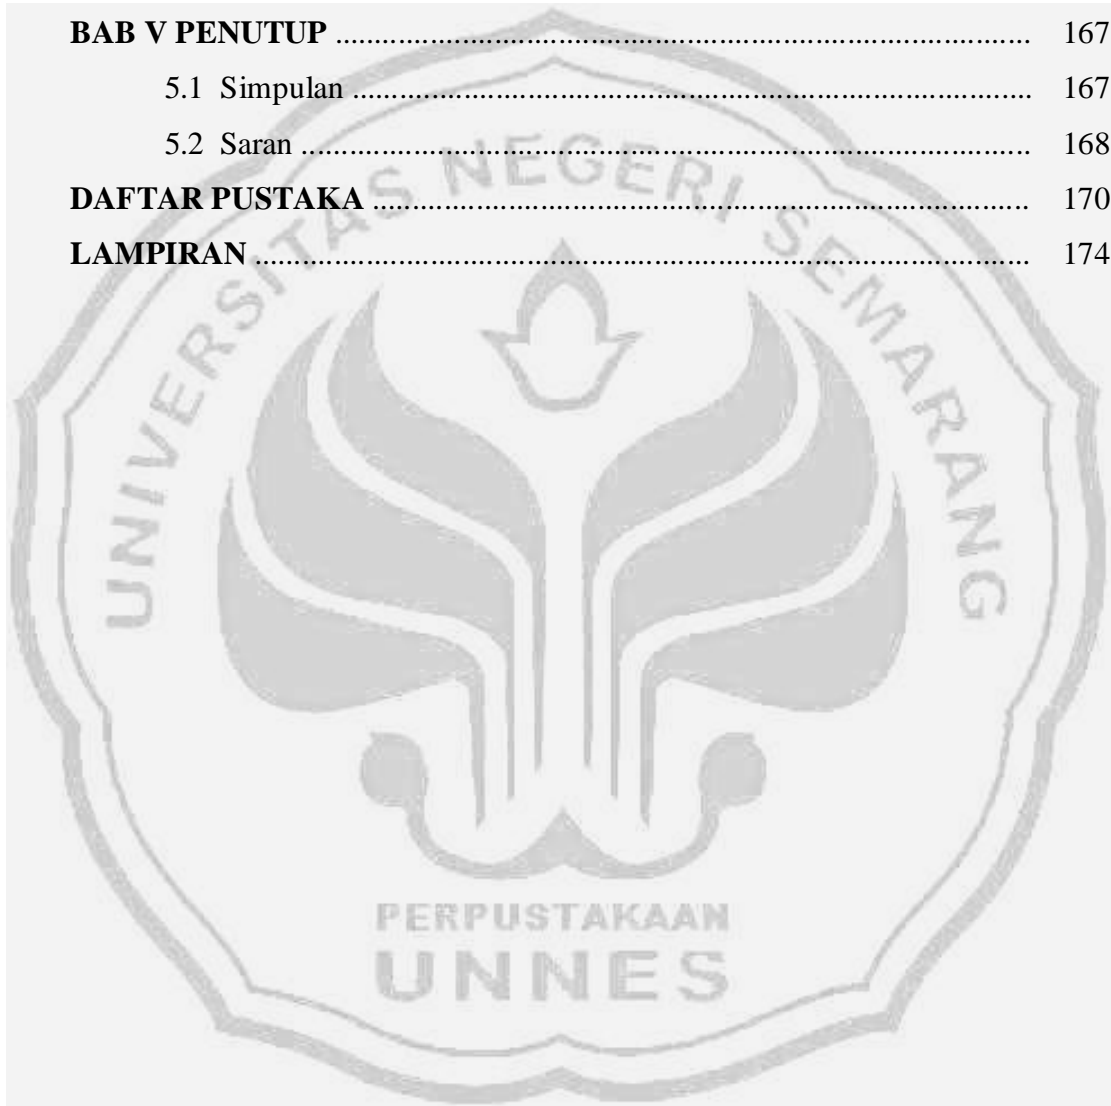 BAB V PENUTUP ........................................................................... 167
5.1 Simpulan ......................................................................... 167
5.2 Saran ............................................................................... 168
DAFTAR PUSTAKA ....................................................................... 170
LAMPIRAN .................................................................................... 174
UNIVERSITAS NEGERI SEMARANG
PERPUSTAKAAN
UNNES